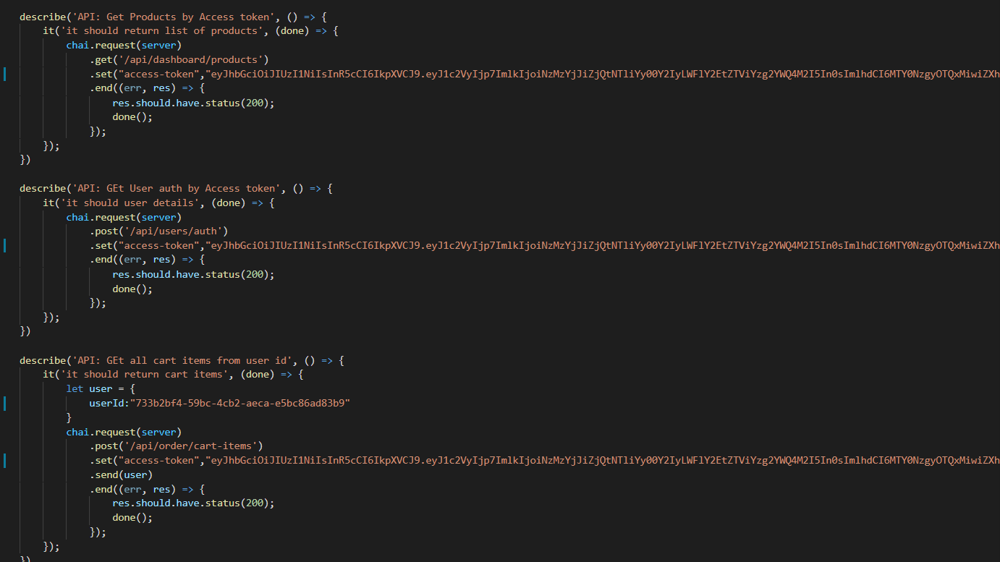 describe('API: Get Products by Access token', () => {
it('it should return list of products', (done) => {
chai.request(server)
.get('/api/dashboard/products')
.set("access-token","eyJhbGciOiJIUzI1NiIsInR5cCI6IkpXVCJ9.eyJ1c2VyIjp7ImlkIjoiNzMzYjJiZjQtNTliYy00Y2IyLWFlY2EtZTViYzg2YWQ4M2I5In0sImlhdCI6MTY0NzgyOTQxMiwiZXh
.end((err, res) => {
res.should.have.status(200);
done();
});
});
})
describe('API: GEt User auth by Access token', () => {
it('it should user details', (done) => {
chai.request(server)
.post('/api/users/auth')
.set("access-token","eyJhbGciOiJIUzI1NiIsInR5cCI6IkpXVCJ9.eyJ1c2VyIjp7ImlkIjoiNzMzYjJiZjQtNTliYy00Y2IyLWFlY2EtZTViYzg2YWQ4M2I5In0sImlhdCI6MTY0NzgyOTQxMiwiZXh
.end((err, res) => {
res.should.have.status(200);
done();
});
});
})
describe('API: GEt all cart items from user id', () => {
it('it should return cart items', (done) => {
let user = {
userId:"733b2bf4-59bc-4cb2-aeca-e5bc86ad83b9"
}
chai.request(server)
.post('/api/order/cart-items')
.set("access-token","eyJhbGciOiJIUzI1NiIsInR5cCI6IkpXVCJ9.eyJ1c2VyIjp7ImlkIjoiNzMzYjJiZjQtNTliYy00Y2IyLWFlY2EtZTViYzg2YWQ4M2I5In0sImlhdCI6MTY0NzgyOTQxMiwiZXh
.send(user)
.end((err, res) => {
res.should.have.status(200);
done();
});
});
})